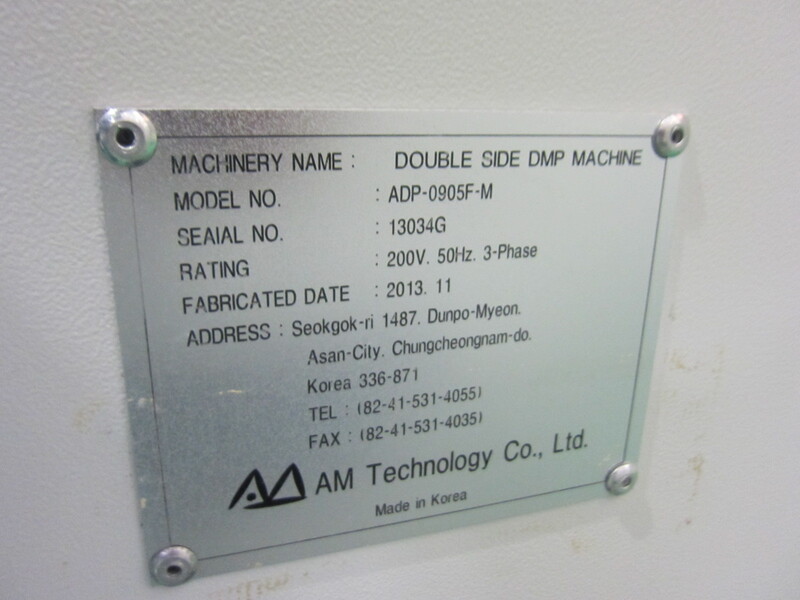 MACHINERY NAME : DOUBLE SIDE DMP MACHINE
MODEL NO. : ADP-0905F-M
SEAIAL NO. : 13034G
RATING : 200V. 50Hz. 3-Phase
FABRICATED DATE : 2013. 11
ADDRESS : Seokgok-ri 1487. Dunpo-Myeon.
Asan-City. Chungcheongnam-do.
Korea 336-871
TEL : (82-41-531-4055)
FAX : (82-41-531-4035)
AM Technology Co., Ltd.
Made in Korea